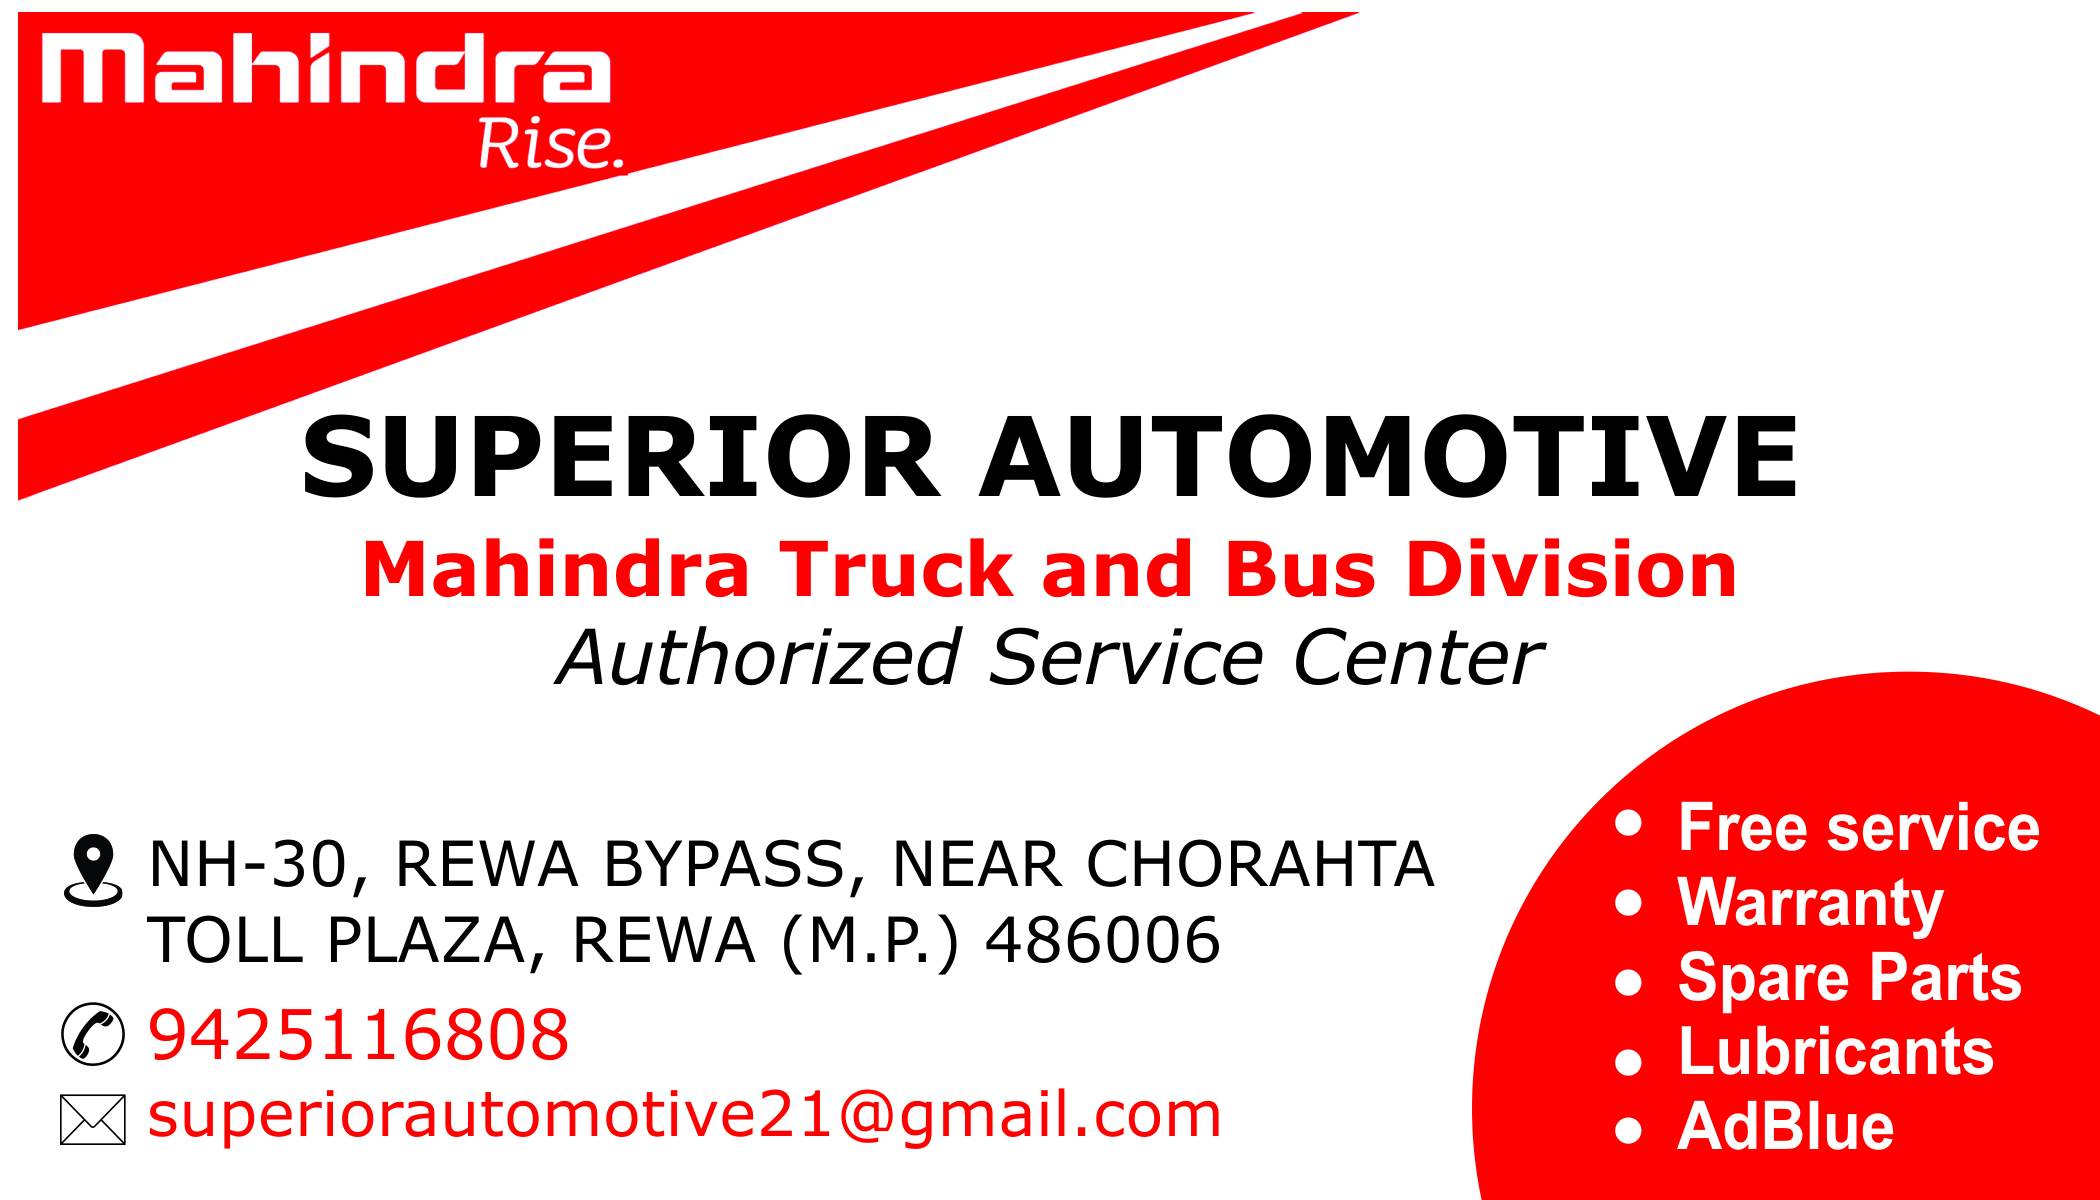 Mahindra
Rise.
SUPERIOR AUTOMOTIVE
Mahindra Truck and Bus Division
Authorized Service Center
NH-30, REWA BYPASS, NEAR CHORAHTA
TOLL PLAZA, REWA (M.P.) 486006
9425116808
superiorautomotive21@gmail.com
• Free service
• Warranty
• Spare Parts
• Lubricants
• AdBlue